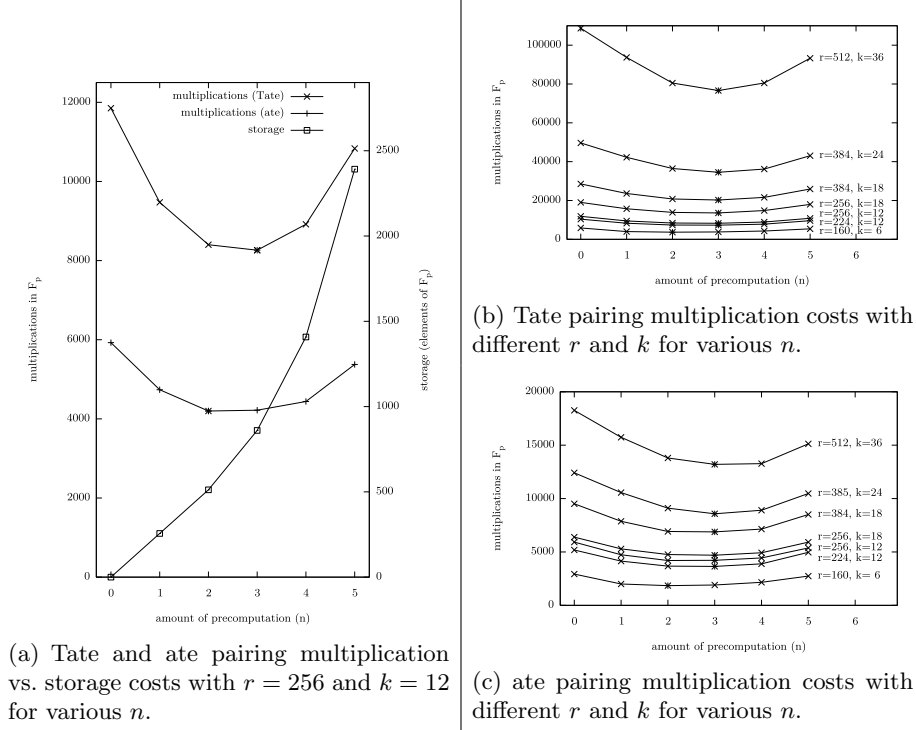 12000
10000
8000
6000
4000
2000
0
multiplications in F_p
multiplications (Tate)
multiplications (ate)
storage
2500
2000
1500
1000
500
0
storage (elements of F_p)
0 1 2 3 4 5
amount of precomputation (n)
(a) Tate and ate pairing multiplication
vs. storage costs with r = 256 and k = 12
for various n.
100000
80000
60000
40000
20000
0
multiplications in F_p
r=512, k=36
r=384, k=24
r=384, k=18
r=256, k=18
r=256, k=12
r=224, k=12
r=160, k= 6
0 1 2 3 4 5 6
amount of precomputation (n)
(b) Tate pairing multiplication costs with
different r and k for various n.
20000
15000
10000
5000
0
multiplications in F_p
r=512, k=36
r=385, k=24
r=384, k=18
r=256, k=18
r=256, k=12
r=224, k=12
r=160, k= 6
0 1 2 3 4 5 6
amount of precomputation (n)
(c) ate pairing multiplication costs with
different r and k for various n.